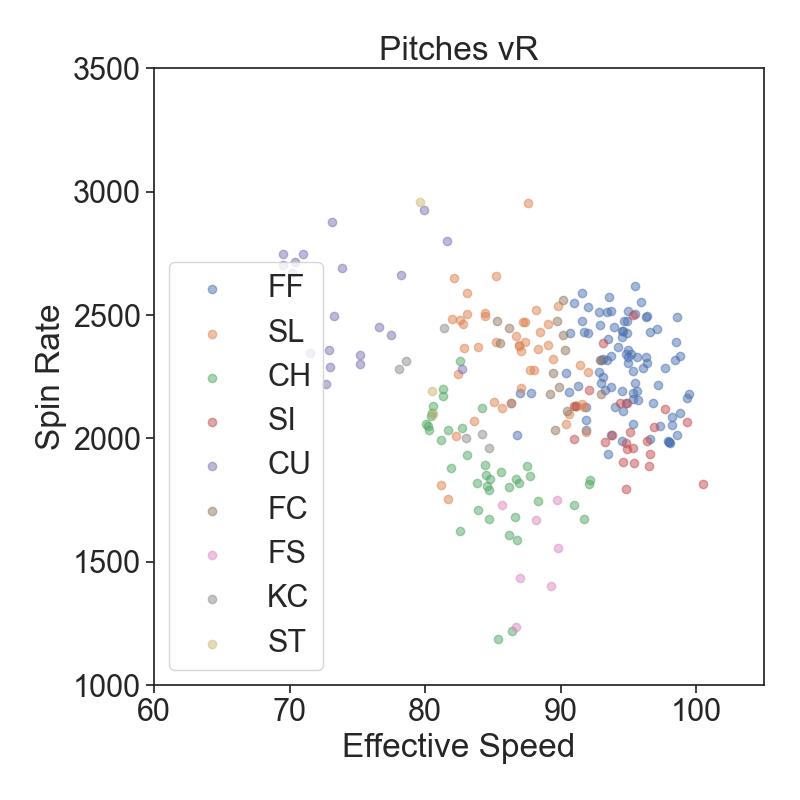 Pitches vR
3500
3000
2500
2000
1500
1000
Spin Rate
FF
SL
CH
SI
CU
FC
FS
KC
ST
60 70 80 90 100
Effective Speed